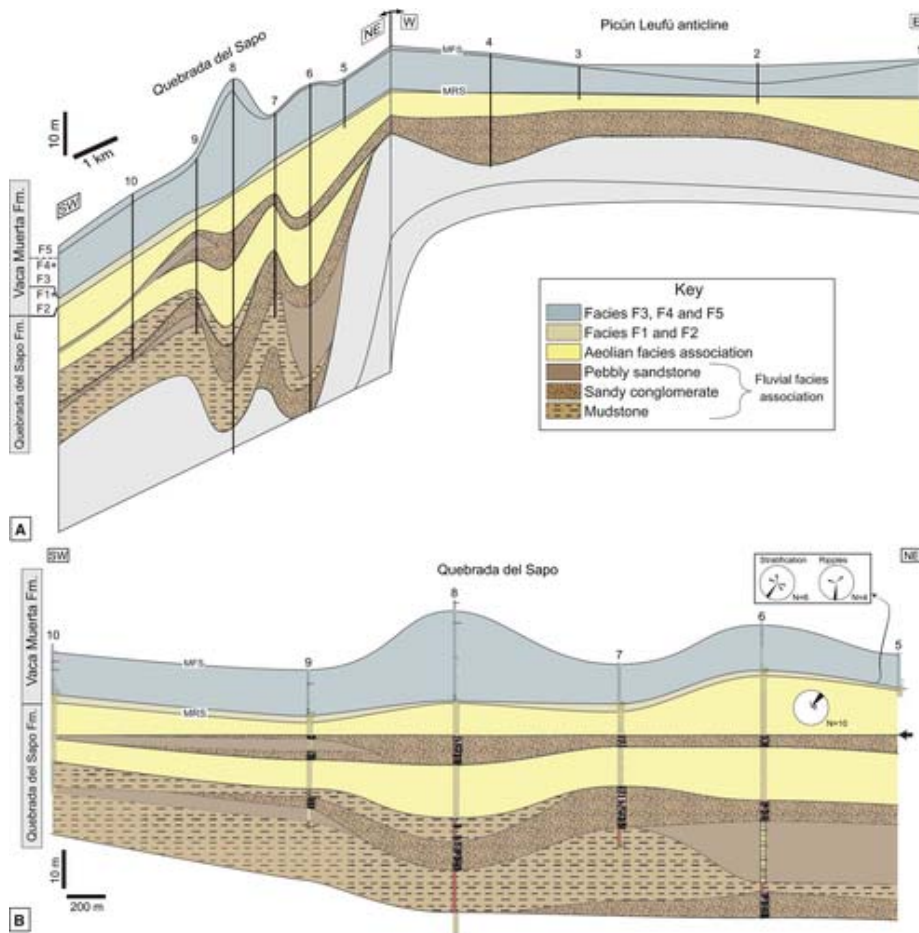 Quebrada del Sapo
NE
W
Picún Leufú anticline
E
8
7
6
5
9
10
4
3
2
MFS
MRS
10 m
1 km
SW
Vaca Muerta Fm.
Quebrada del Sapo Fm.
F5
F4
F3
F1
F2
Key
Facies F3, F4 and F5
Facies F1 and F2
Aeolian facies association
Pebbly sandstone
Sandy conglomerate
Mudstone
Fluvial facies
association
A
SW
Quebrada del Sapo
NE
Stratification
Ripples
N=6
N=4
10
9
8
7
6
5
MFS
MRS
N=10
Vaca Muerta Fm.
Quebrada del Sapo Fm.
10 m
200 m
B